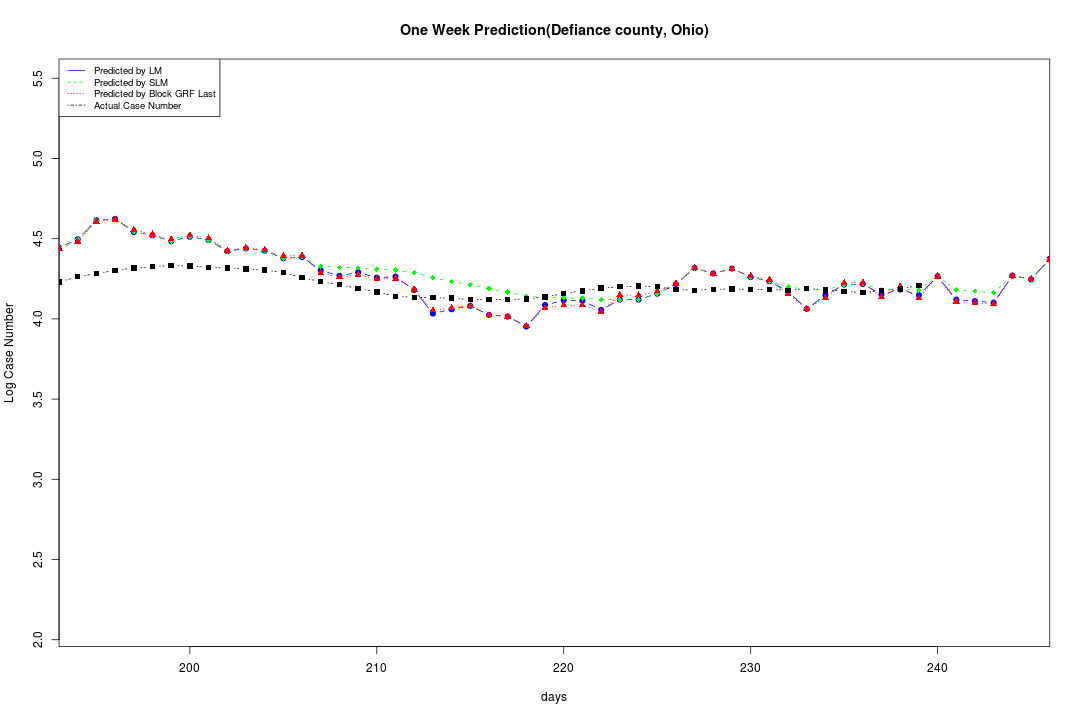 One Week Prediction(Defiance county, Ohio)
Predicted by LM
Predicted by SLM
Predicted by Block GRF Last
Actual Case Number
5.5
5.0
4.5
4.0
3.5
3.0
2.5
2.0
Log Case Number
200 210 220 230 240
days